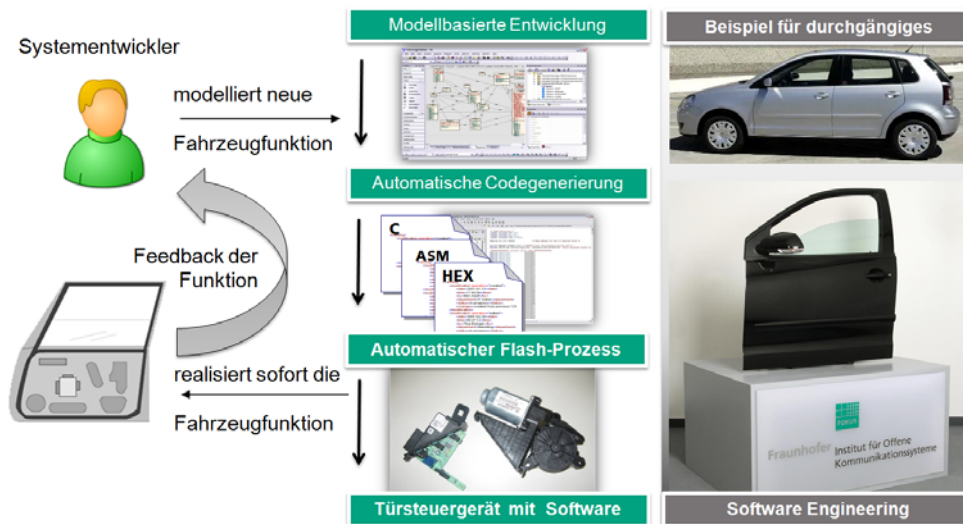 Systementwickler
modelliert neue
Fahrzeugfunktion
Feedback der
Funktion
realisiert sofort die
Fahrzeugfunktion
Modellbasierte Entwicklung
Automatische Codegenerierung
C
ASM
HEX
Automatischer Flash-Prozess
Türsteuergerät mit Software
Beispiel für durchgängiges
FOKUS
Fraunhofer Institut für Offene
Kommunikationssysteme
Software Engineering